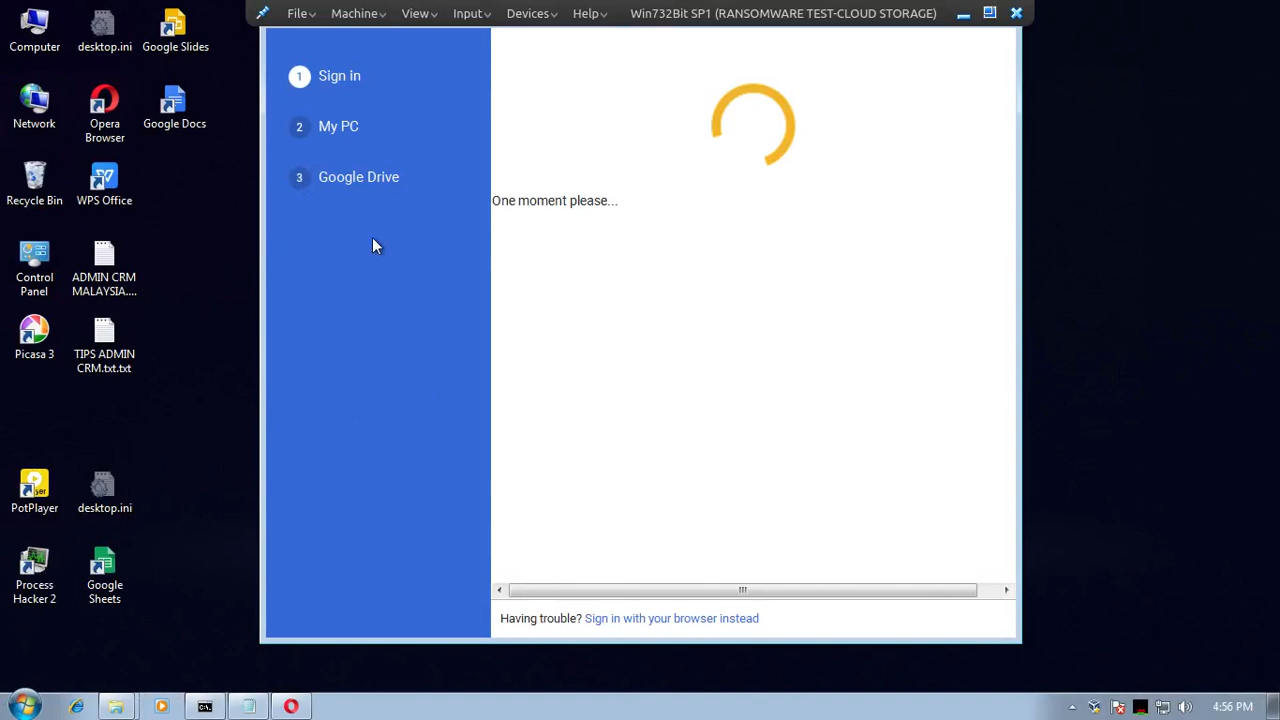 File Machine View Input Devices Help Win732Bit SP1 (RANSOMWARE TEST-CLOUD STORAGE)
Computer
desktop.ini
Google Slides
Network
Opera Browser
Google Docs
Recycle Bin
WPS Office
Control Panel
ADMIN CRM MALAYSIA....
Picasa 3
TIPS ADMIN CRM.txt.txt
PotPlayer
desktop.ini
Process Hacker 2
Google Sheets
1 Sign in
2 My PC
3 Google Drive
One moment please...
Having trouble? Sign in with your browser instead
4:56 PM